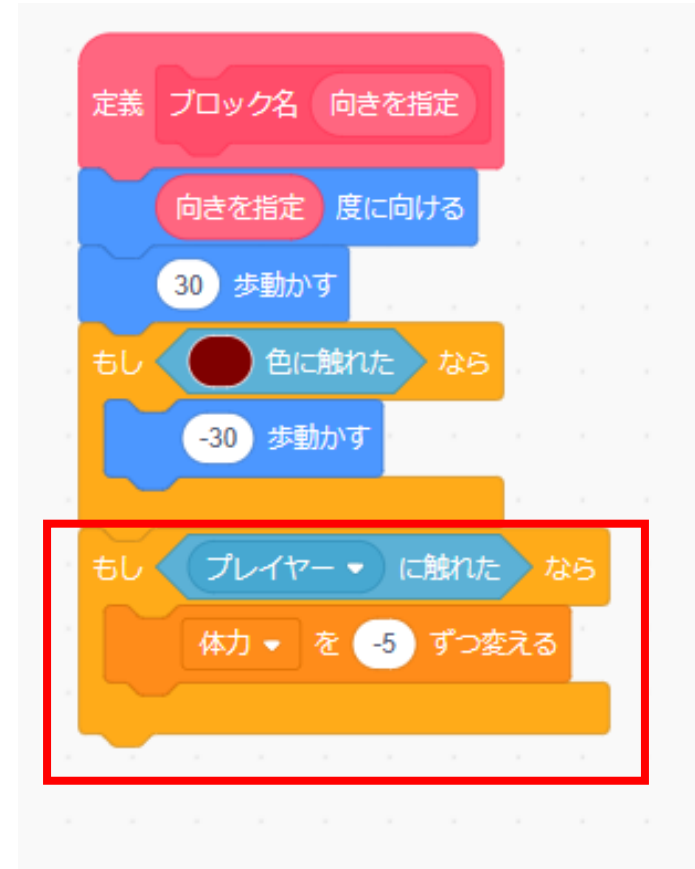 定義 ブロック名 向きを指定
向きを指定 度に向ける
30 歩動かす
もし 色に触れた なら
-30 歩動かす
もし プレイヤー に触れた なら
体力 を -5 ずつ変える